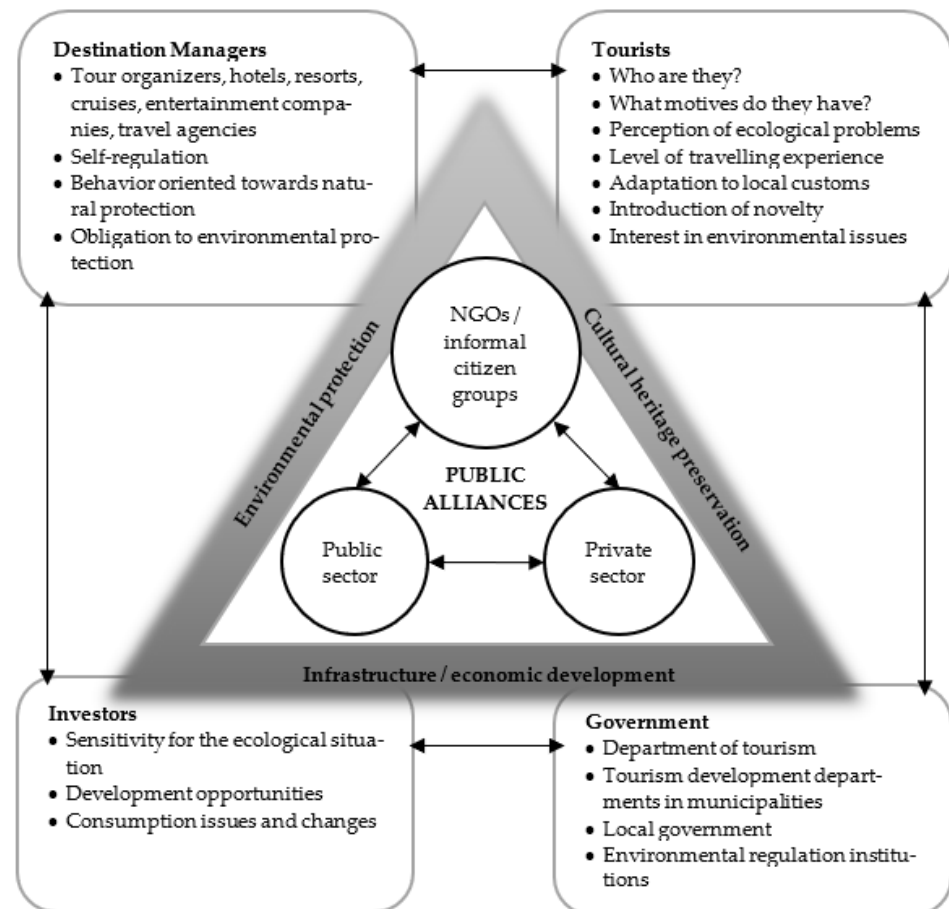 Destination Managers
• Tour organizers, hotels, resorts,
cruises, entertainment compa-
nies, travel agencies
• Self-regulation
• Behavior oriented towards natu-
ral protection
• Obligation to environmental pro-
tection
Tourists
• Who are they?
• What motives do they have?
• Perception of ecological problems
• Level of travelling experience
• Adaptation to local customs
• Introduction of novelty
• Interest in environmental issues
Environmental protection
Cultural heritage preservation
NGOs /
informal
citizen
groups
PUBLIC
ALLIANCES
Public
sector
Private
sector
Infrastructure / economic development
Investors
• Sensitivity for the ecological situa-
tion
• Development opportunities
• Consumption issues and changes
Government
• Department of tourism
• Tourism development depart-
ments in municipalities
• Local government
• Environmental regulation institu-
tions